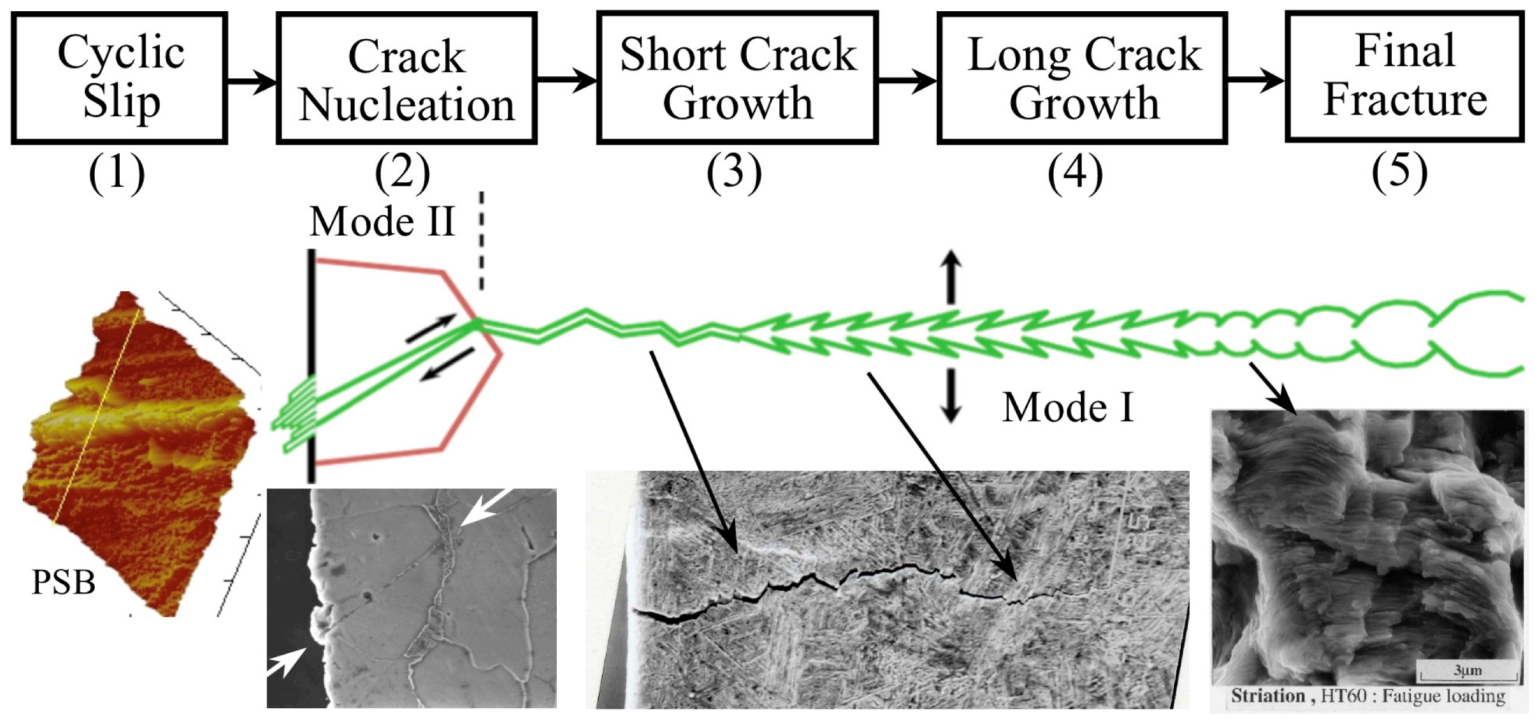 Cyclic
Slip
Crack
Nucleation
Short Crack
Growth
Long Crack
Growth
Final
Fracture
(1)
(2)
(3)
(4)
(5)
Mode II
Mode I
PSB
3μm
Striation , HT60 : Fatigue loading